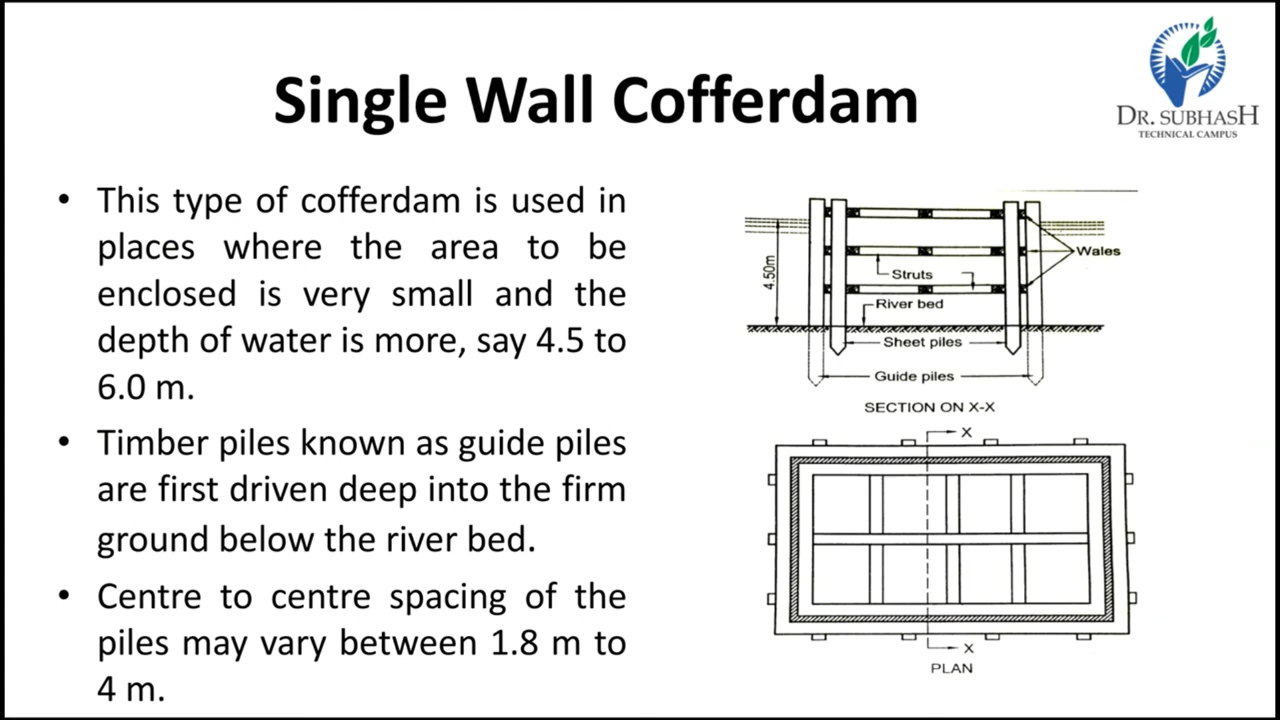 Single Wall Cofferdam
DR. SUBHASH
TECHNICAL CAMPUS
• This type of cofferdam is used in
places where the area to be
enclosed is very small and the
depth of water is more, say 4.5 to
6.0 m.
• Timber piles known as guide piles
are first driven deep into the firm
ground below the river bed.
• Centre to centre spacing of the
piles may vary between 1.8 m to
4 m.
4.50m
Wales
Struts
River bed
Sheet piles
Guide piles
SECTION ON X-X
X
X
PLAN